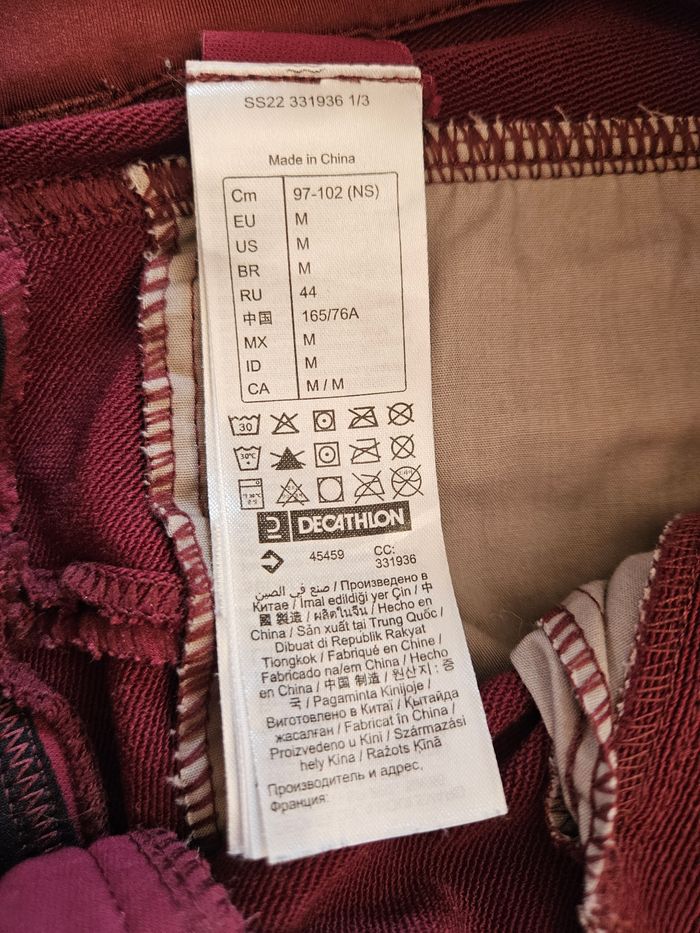 SS22 331936 1/3
Made in China
Cm 97-102 (NS)
EU M
US M
BR M
RU 44
中国 165/76A
MX M
ID M
CA M / M
30
30°C
DECATHLON
45459 CC:
331936
صنع في الصين / Произведено в
Китае / İmal edildiği yer Çin / 中
國 製造 / ผลิตในจีน / Hecho en
China / Sản xuất tại Trung Quốc /
Dibuat di Republik Rakyat
Tiongkok / Fabriqué en Chine /
Fabricado na/em China / Hecho
en China / 中国 制造 / 원산지 : 중
국 / Pagaminta Kinijoje /
Виготовлено в Китаї / Қытайда
жасалған / Fabricat în China /
Proizvedeno u Kini / Származási
hely Kína / Ražots Ķīnā
Производитель и адрес,
Франция: